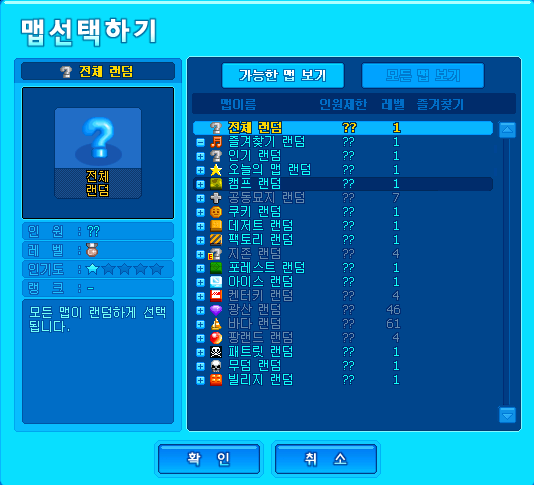 맵선택하기
전체 랜덤
전체
랜덤
인 원 : ??
레 벨 :
인기도 :
랭 크 : -
모든 맵이 랜덤하게 선택
됩니다.
가능한 맵 보기 모든 맵 보기
맵이름 인원제한 레벨 즐겨찾기
전체 랜덤 ?? 1
즐겨찾기 랜덤 ?? 1
인기 랜덤 ?? 1
오늘의 맵 랜덤 ?? 1
캠프 랜덤 ?? 1
공동묘지 랜덤 ?? 7
쿠키 랜덤 ?? 1
데저트 랜덤 ?? 1
팩토리 랜덤 ?? 1
지존 랜덤 ?? 4
포레스트 랜덤 ?? 1
아이스 랜덤 ?? 1
켄터키 랜덤 ?? 4
광산 랜덤 ?? 46
바다 랜덤 ?? 61
팡랜드 랜덤 ?? 4
패트릿 랜덤 ?? 1
무덤 랜덤 ?? 1
빌리지 랜덤 ?? 1
확 인 취 소